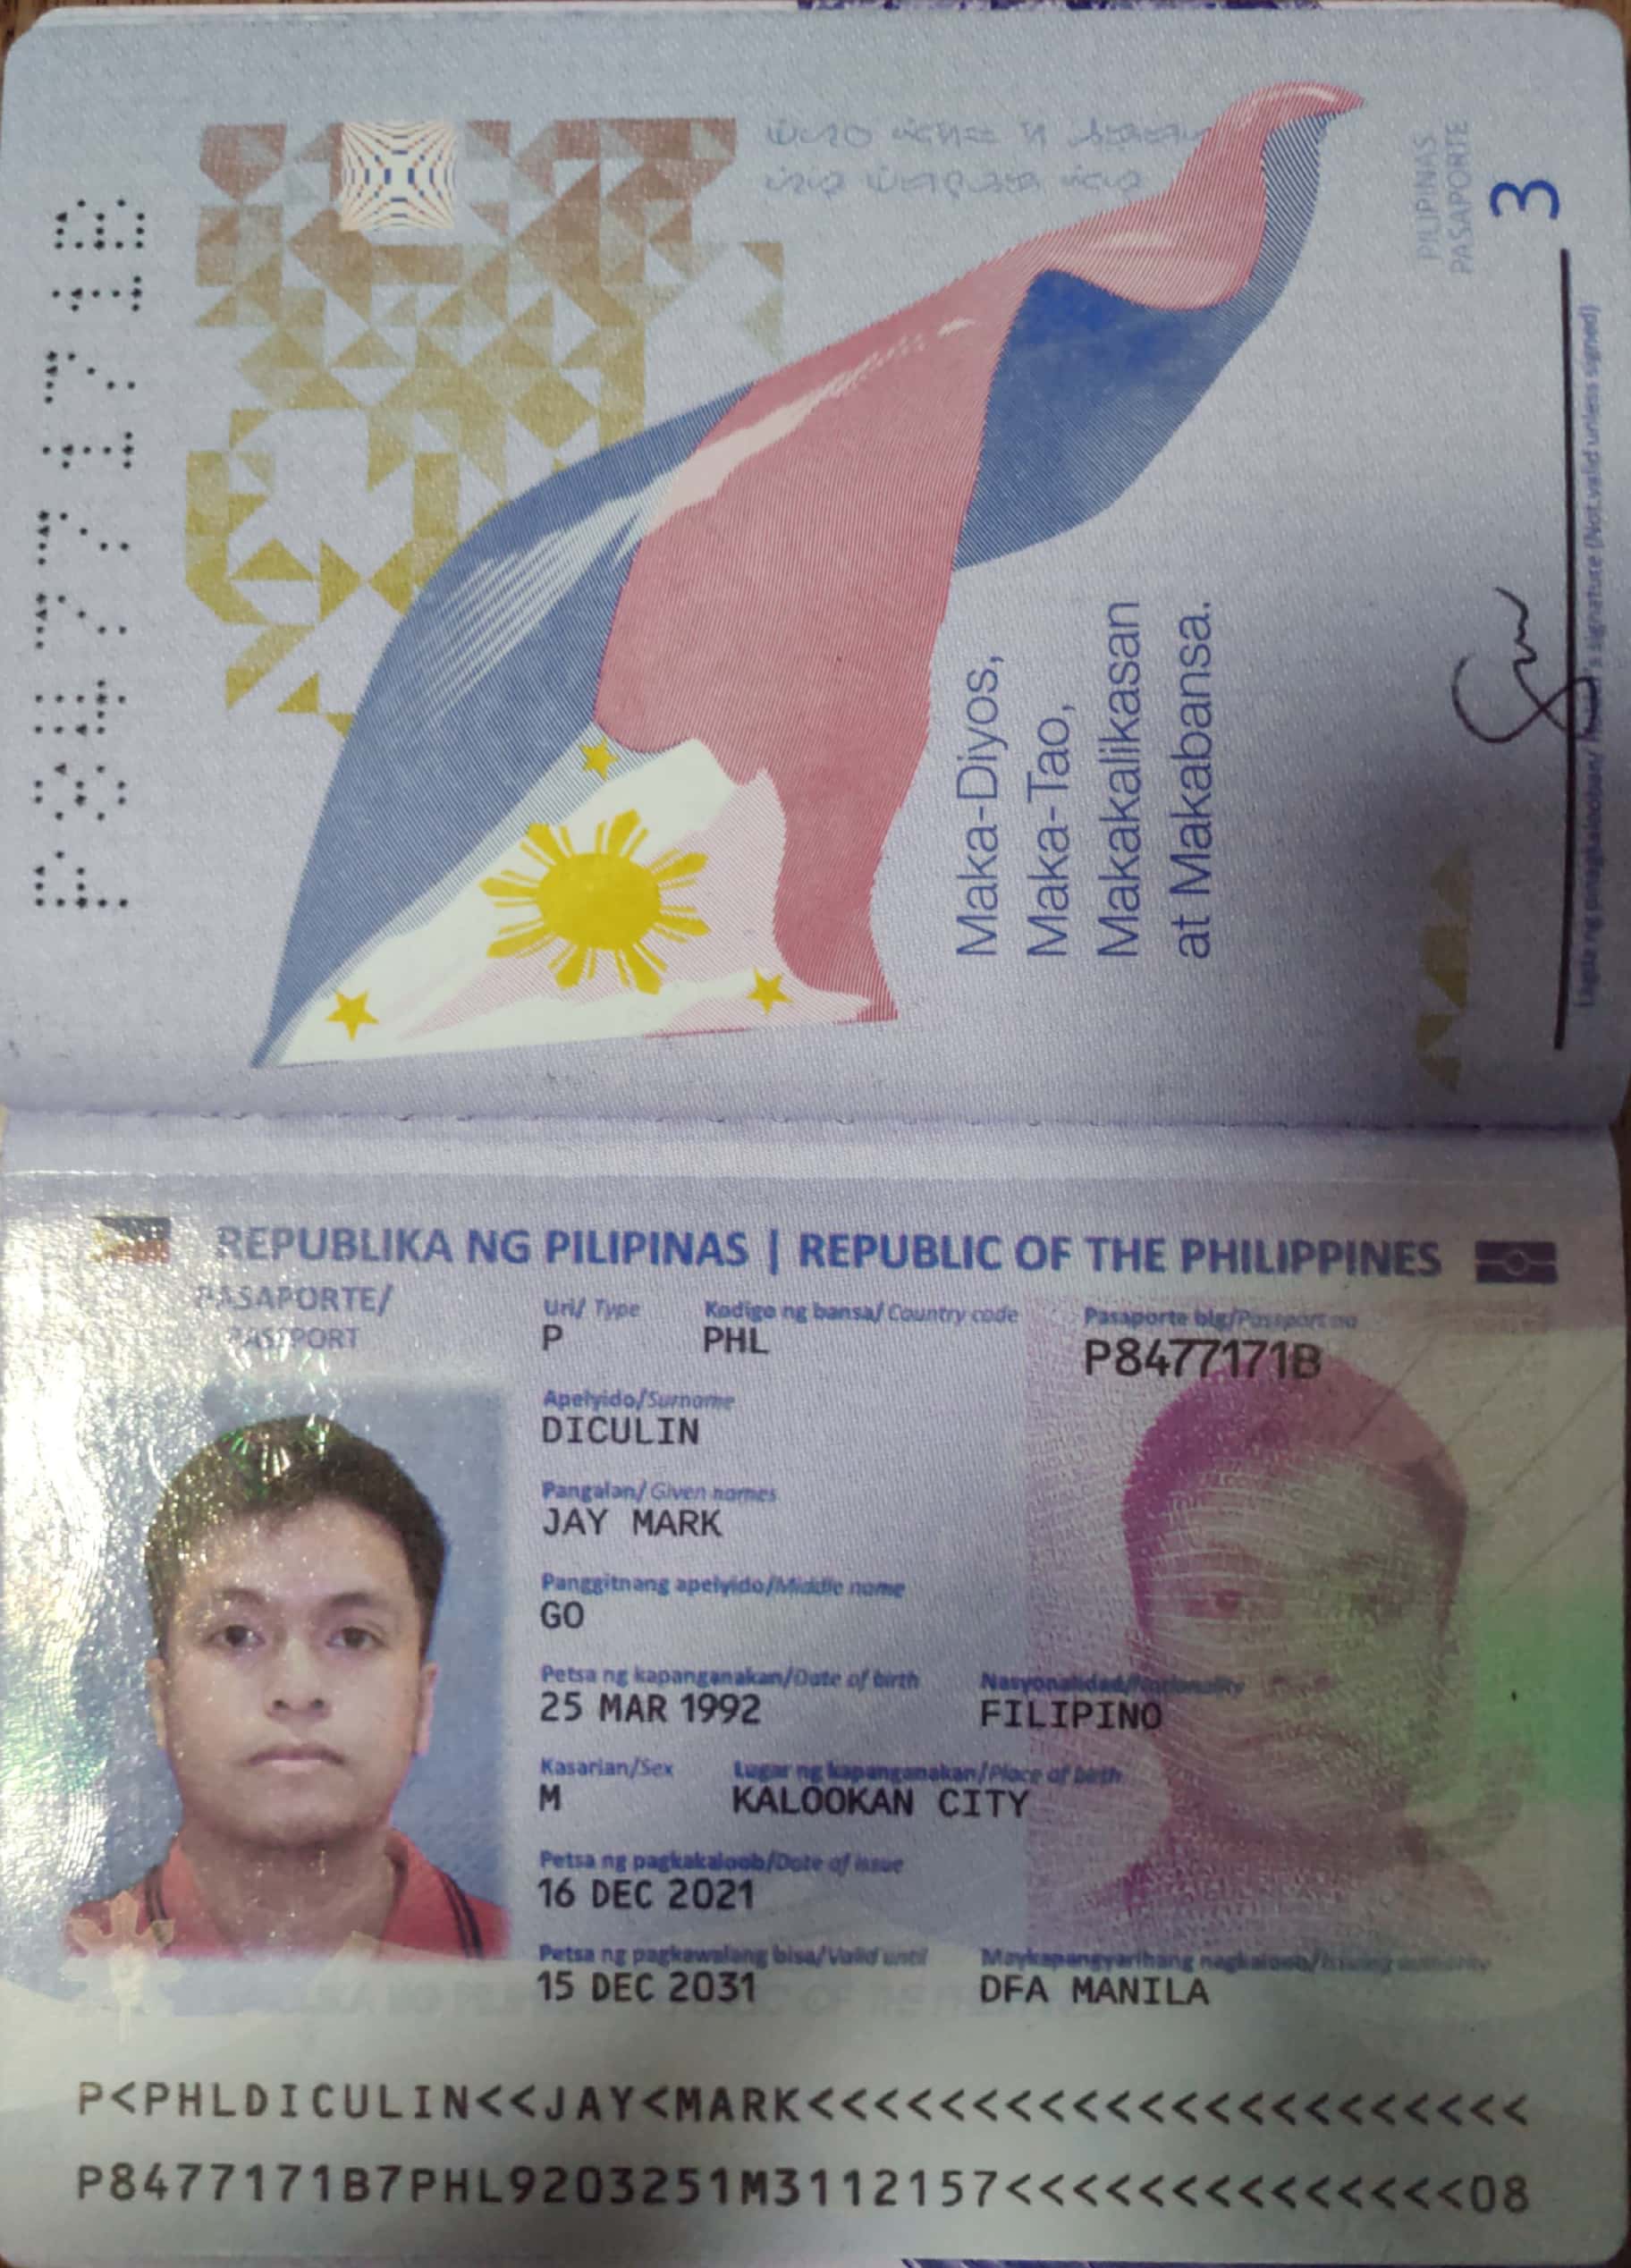 P8477171B
Maka-Diyos,
Maka-Tao,
Makakalikasan
at Makabansa.
PILIPINAS
PASAPORTE
3
Lagda ng pinagkalooban/ holder's signature (Not valid unless signed)
REPUBLIKA NG PILIPINAS | REPUBLIC OF THE PHILIPPINES
PASAPORTE/
PASSPORT
Uri/ Type
Kodigo ng bansa/ Country code
Pasaporte blg/Passport no
P
PHL
P8477171B
Apelyido/Surname
DICULIN
Pangalan/ Given names
JAY MARK
Panggitnang apelyido/Middle name
GO
Petsa ng kapanganakan/Date of birth
Nasyonalidad/Nationality
25 MAR 1992
FILIPINO
Kasarian/Sex
Lugar ng kapanganakan/Place of birth
M
KALOOKAN CITY
Petsa ng pagkakaloob/Date of issue
16 DEC 2021
Petsa ng pagkawalang bisa/Valid until
Maykapangyarihang nagkaloob/Issuing authority
15 DEC 2031
DFA MANILA
P<PHLDICULIN<<JAY<MARK<<<<<<<<<<<<<<<<<<<<<<
P8477171B7PHL9203251M3112157<<<<<<<<<<<<<<08